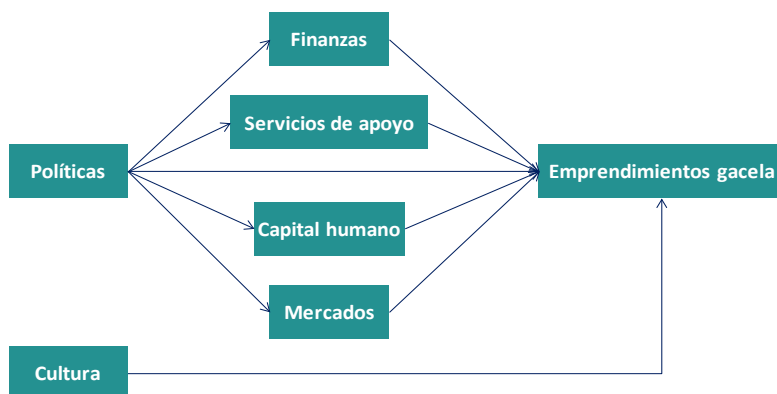 Finanzas
Servicios de apoyo
Políticas
Emprendimientos gacela
Capital humano
Mercados
Cultura